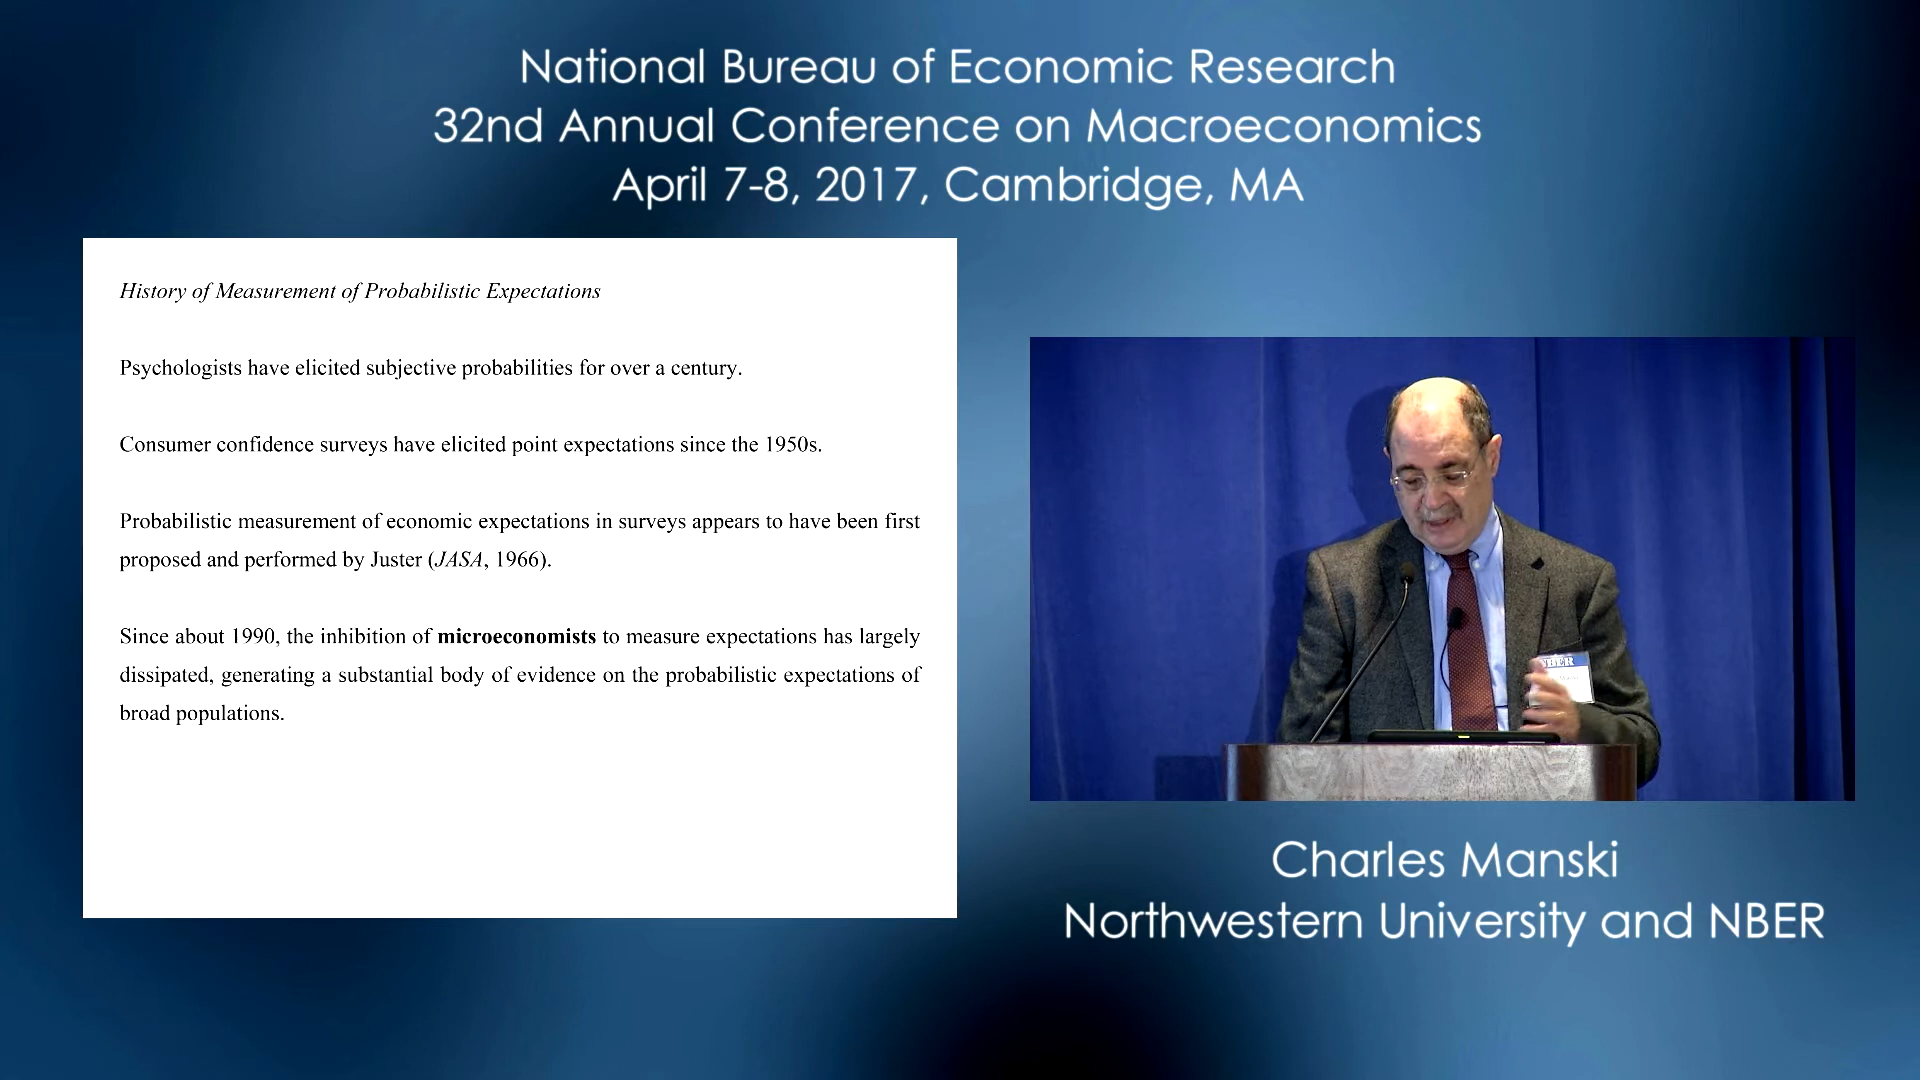 National Bureau of Economic Research
32nd Annual Conference on Macroeconomics
April 7-8, 2017, Cambridge, MA
History of Measurement of Probabilistic Expectations
Psychologists have elicited subjective probabilities for over a century.
Consumer confidence surveys have elicited point expectations since the 1950s.
Probabilistic measurement of economic expectations in surveys appears to have been first
proposed and performed by Juster (JASA, 1966).
Since about 1990, the inhibition of microeconomists to measure expectations has largely
dissipated, generating a substantial body of evidence on the probabilistic expectations of
broad populations.
NBER
Charles Manski
Northwestern University and NBER